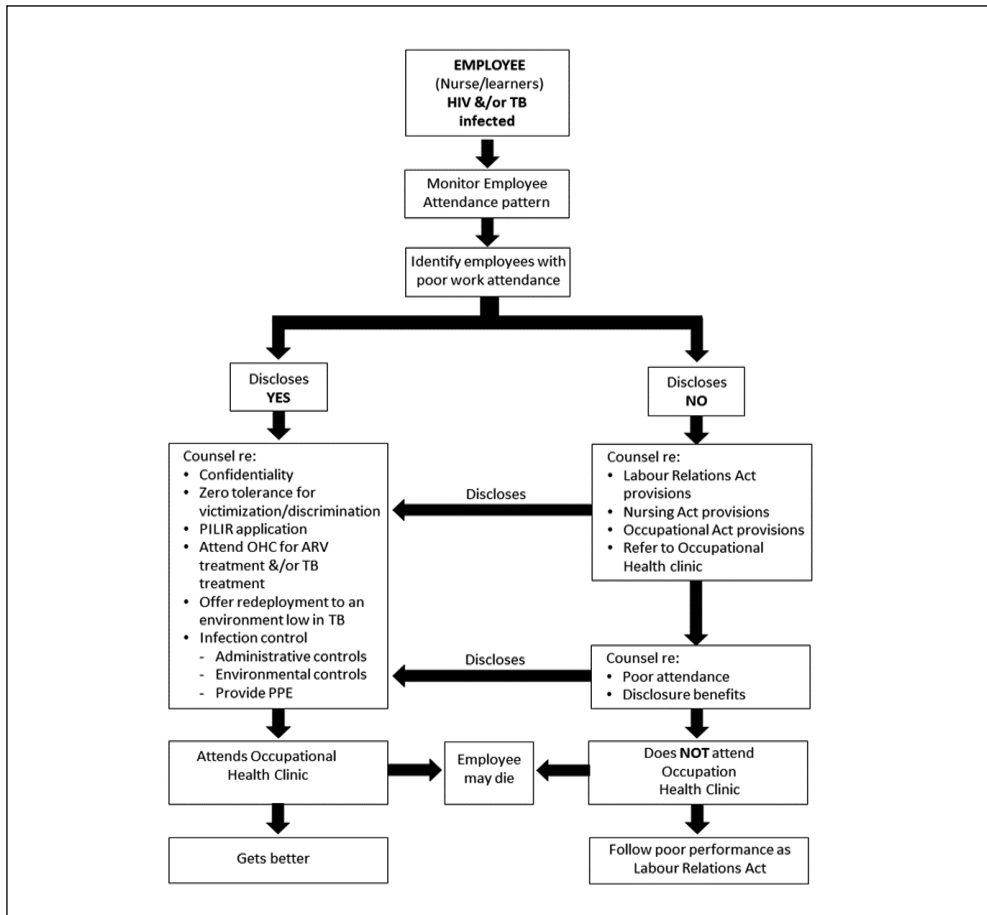 EMPLOYEE
(Nurse/learners)
HIV &/or TB
infected
Monitor Employee
Attendance pattern
Identify employees with
poor work attendance
Discloses
YES
Discloses
NO
Counsel re:
• Confidentiality
• Zero tolerance for
victimization/discrimination
• PILIR application
• Attend OHC for ARV
treatment &/or TB
treatment
• Offer redeployment to an
environment low in TB
• Infection control
- Administrative controls
- Environmental controls
- Provide PPE
Discloses
Counsel re:
• Labour Relations Act
provisions
• Nursing Act provisions
• Occupational Act provisions
• Refer to Occupational
Health clinic
Discloses
Counsel re:
• Poor attendance
• Disclosure benefits
Attends Occupational
Health Clinic
Employee
may die
Does NOT attend
Occupation
Health Clinic
Gets better
Follow poor performance as
Labour Relations Act